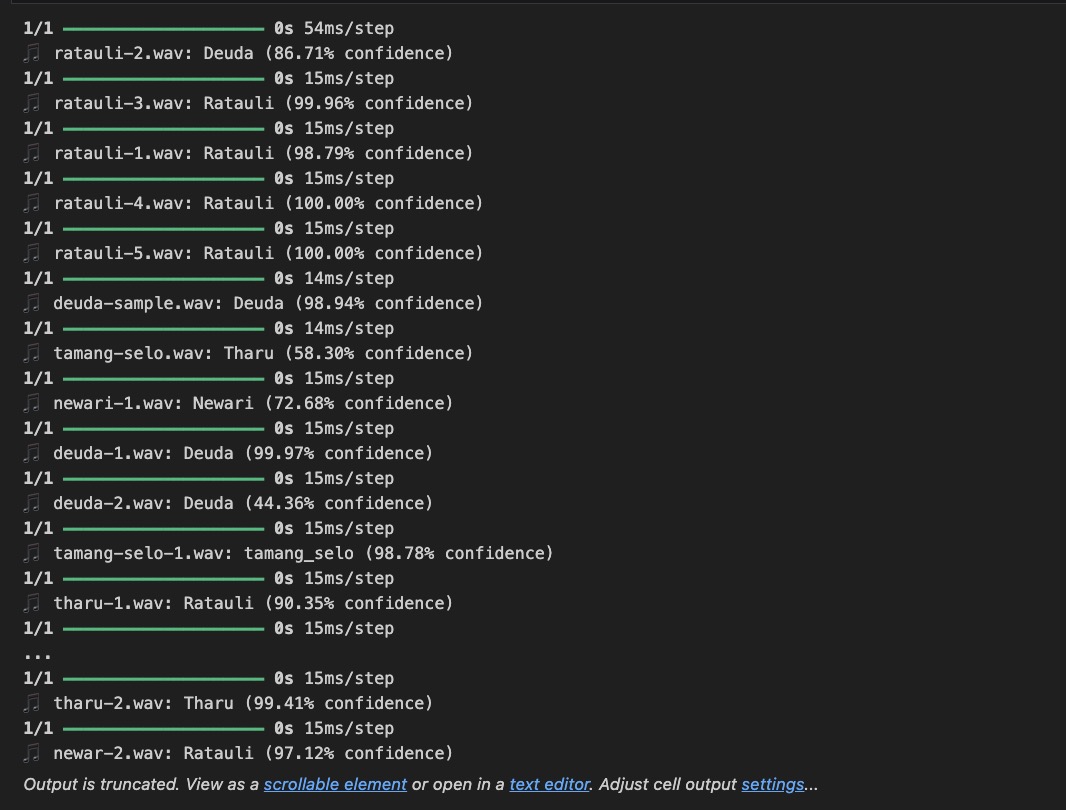 1/1 ━━━━━━━━━━━━━━━━━━━━ 0s 54ms/step
🎵 ratauli-2.wav: Deuda (86.71% confidence)
1/1 ━━━━━━━━━━━━━━━━━━━━ 0s 15ms/step
🎵 ratauli-3.wav: Ratauli (99.96% confidence)
1/1 ━━━━━━━━━━━━━━━━━━━━ 0s 15ms/step
🎵 ratauli-1.wav: Ratauli (98.79% confidence)
1/1 ━━━━━━━━━━━━━━━━━━━━ 0s 15ms/step
🎵 ratauli-4.wav: Ratauli (100.00% confidence)
1/1 ━━━━━━━━━━━━━━━━━━━━ 0s 15ms/step
🎵 ratauli-5.wav: Ratauli (100.00% confidence)
1/1 ━━━━━━━━━━━━━━━━━━━━ 0s 14ms/step
🎵 deuda-sample.wav: Deuda (98.94% confidence)
1/1 ━━━━━━━━━━━━━━━━━━━━ 0s 14ms/step
🎵 tamang-selo.wav: Tharu (58.30% confidence)
1/1 ━━━━━━━━━━━━━━━━━━━━ 0s 15ms/step
🎵 newari-1.wav: Newari (72.68% confidence)
1/1 ━━━━━━━━━━━━━━━━━━━━ 0s 15ms/step
🎵 deuda-1.wav: Deuda (99.97% confidence)
1/1 ━━━━━━━━━━━━━━━━━━━━ 0s 15ms/step
🎵 deuda-2.wav: Deuda (44.36% confidence)
1/1 ━━━━━━━━━━━━━━━━━━━━ 0s 15ms/step
🎵 tamang-selo-1.wav: tamang_selo (98.78% confidence)
1/1 ━━━━━━━━━━━━━━━━━━━━ 0s 15ms/step
🎵 tharu-1.wav: Ratauli (90.35% confidence)
1/1 ━━━━━━━━━━━━━━━━━━━━ 0s 15ms/step
...
1/1 ━━━━━━━━━━━━━━━━━━━━ 0s 15ms/step
🎵 tharu-2.wav: Tharu (99.41% confidence)
1/1 ━━━━━━━━━━━━━━━━━━━━ 0s 15ms/step
🎵 newar-2.wav: Ratauli (97.12% confidence)
Output is truncated. View as a scrollable element or open in a text editor. Adjust cell output settings...